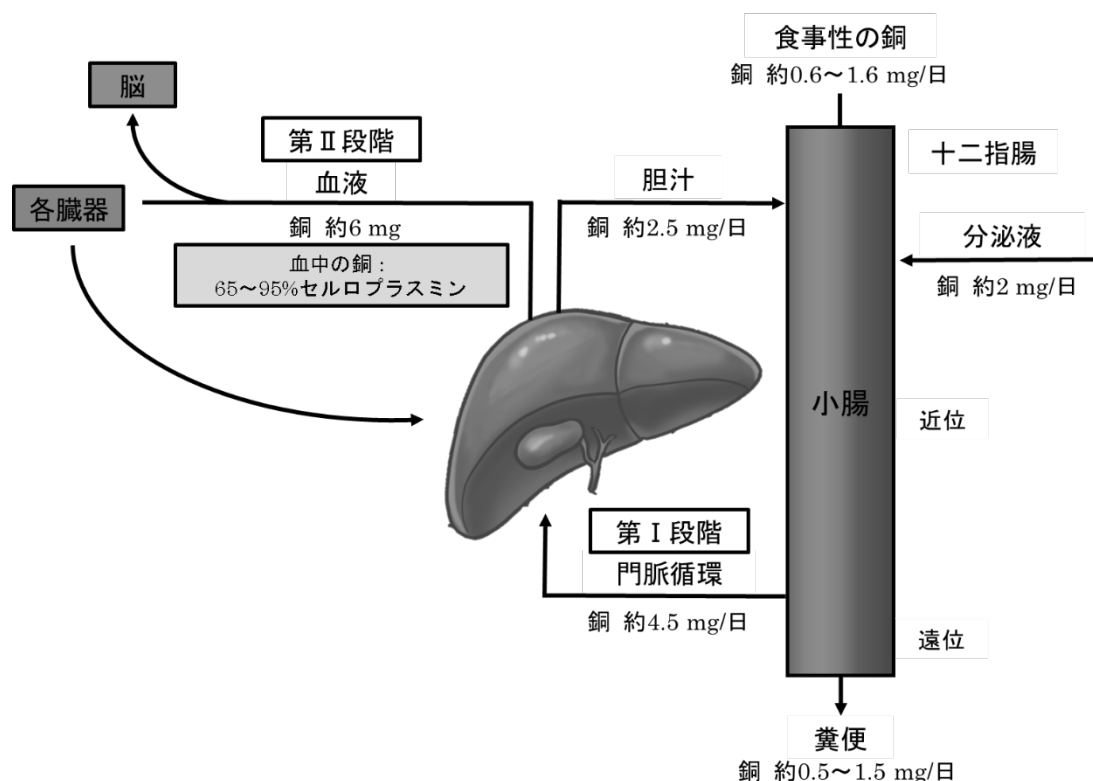 食事性の銅
銅 約0.6～1.6 mg/日
脳
第Ⅱ段階
血液
銅 約6 mg
血中の銅：
65～95%セルロプラスミン
各臓器
胆汁
銅 約2.5 mg/日
十二指腸
分泌液
銅 約2 mg/日
小腸
近位
第Ⅰ段階
門脈循環
銅 約4.5 mg/日
遠位
糞便
銅 約0.5～1.5 mg/日